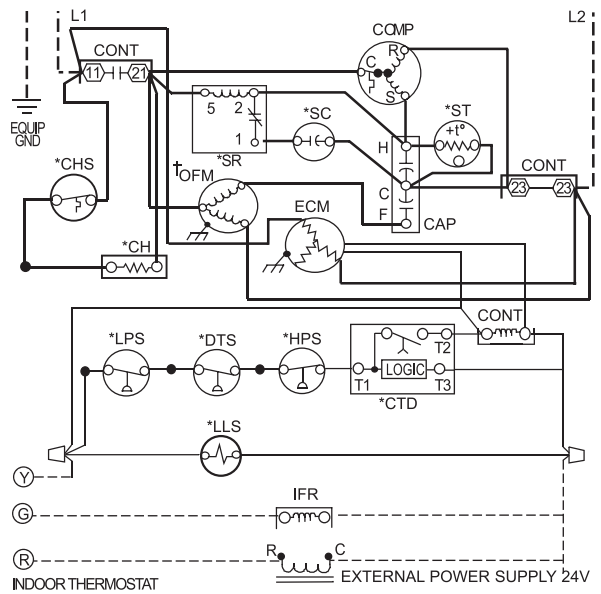 L1
L2
CONT
COMP
11
21
C
R
S
EQUIP
GND
5
2
1
*SR
*SC
*ST
+t°
H
C
F
CAP
CONT
23
23
*CHS
†OFM
ECM
*CH
CONT
*LPS
*DTS
*HPS
T1
LOGIC
T2
T3
*CTD
*LLS
Y
G
IFR
R
R
C
INDOOR THERMOSTAT
EXTERNAL POWER SUPPLY 24V